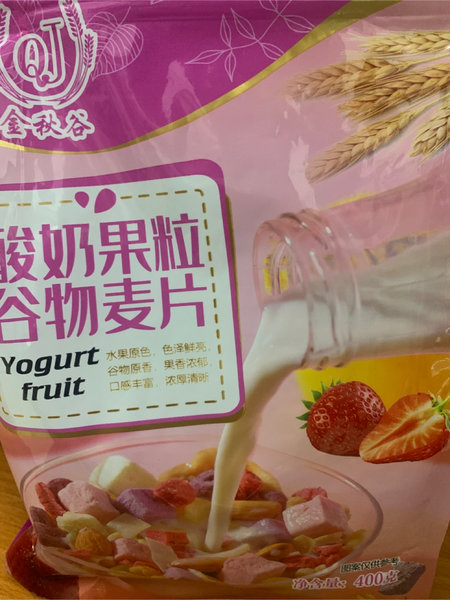 QJ
金秋谷
酸奶果粒
谷物麦片
Yogurt
fruit
水果原色、色泽鲜亮,
谷物原香、果香浓郁,
口感丰富、浓厚清晰
图案仅供参考
净含量: 400克